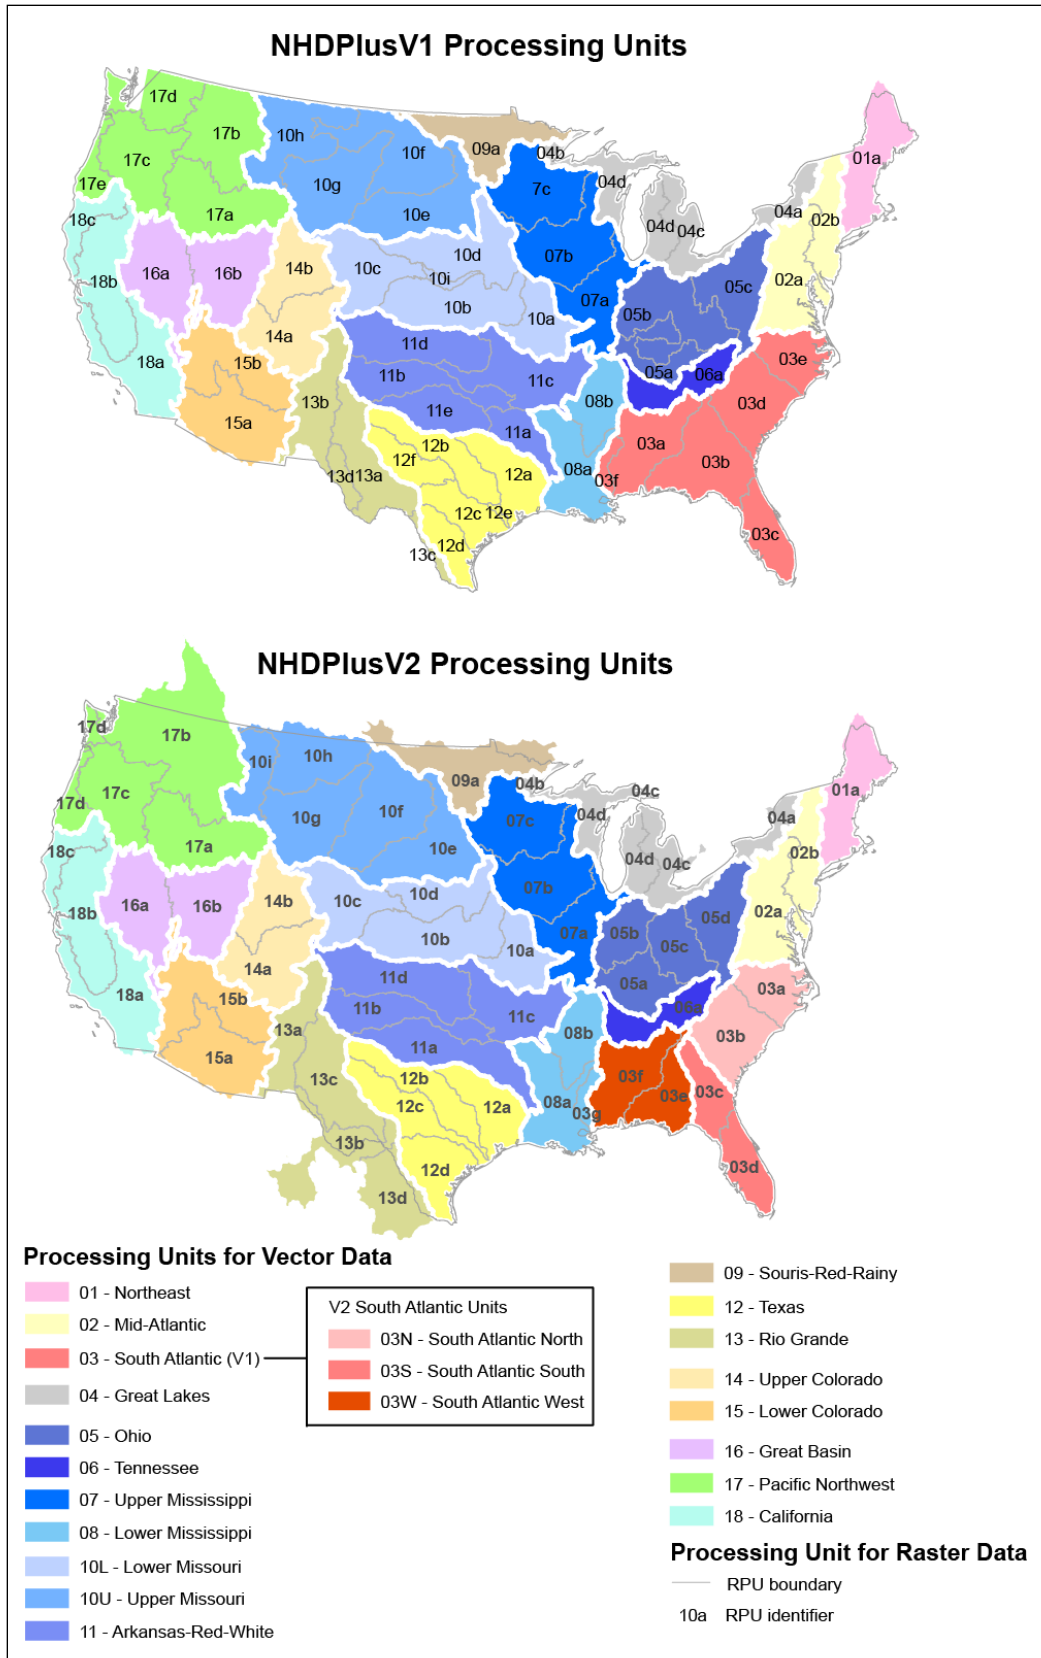 NHDPlusV1 Processing Units
17d
17b
17c
17e
17a
10h
10f
10g
10e
09a
04b
7c
04d
04d
04c
04a
01a
02b
02a
18c
18b
18a
16a
16b
14b
14a
10c
10d
10i
10b
10a
07b
07a
05c
05b
05a
06a
03e
03d
15b
15a
13b
11d
11b
11c
11e
11a
08b
08a
03a
03b
03f
03c
12b
12f
12a
12c
12e
12d
13d
13a
13c
NHDPlusV2 Processing Units
17d
17b
17c
17d
17a
10i
10h
10g
10f
10e
09a
04b
04c
04d
07c
04d
04c
04a
01a
02b
02a
18c
18b
18a
16a
16b
14b
14a
10c
10d
10b
10a
07b
07a
05b
05d
05c
05a
06a
03a
03b
15b
15a
13a
11d
11b
11c
11a
08b
08a
03g
03f
03e
03c
03d
13c
12b
12c
12a
12d
13b
13d
Processing Units for Vector Data
01 - Northeast
02 - Mid-Atlantic
03 - South Atlantic (V1)
04 - Great Lakes
05 - Ohio
06 - Tennessee
07 - Upper Mississippi
08 - Lower Mississippi
10L - Lower Missouri
10U - Upper Missouri
11 - Arkansas-Red-White
V2 South Atlantic Units
03N - South Atlantic North
03S - South Atlantic South
03W - South Atlantic West
09 - Souris-Red-Rainy
12 - Texas
13 - Rio Grande
14 - Upper Colorado
15 - Lower Colorado
16 - Great Basin
17 - Pacific Northwest
18 - California
Processing Unit for Raster Data
RPU boundary
10a RPU identifier